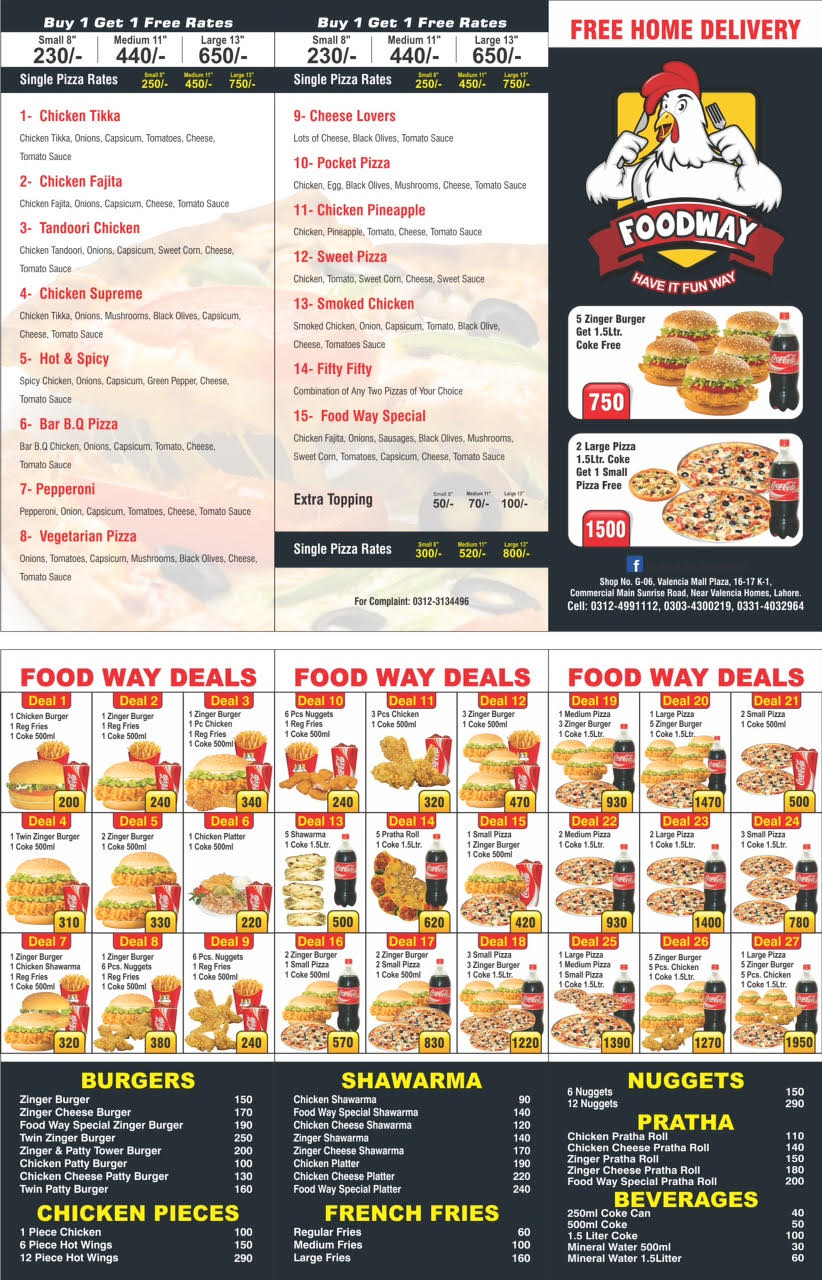 Buy 1 Get 1 Free Rates
Small 8" Medium 11" Large 13"
230/- 440/- 650/-
Single Pizza Rates Small 8" 250/- Medium 11" 450/- Large 13" 750/-
1- Chicken Tikka
Chicken Tikka, Onions, Capsicum, Tomatoes, Cheese,
Tomato Sauce
2- Chicken Fajita
Chicken Fajita, Onions, Capsicum, Cheese, Tomato Sauce
3- Tandoori Chicken
Chicken Tandoori, Onions, Capsicum, Sweet Corn, Cheese,
Tomato Sauce
4- Chicken Supreme
Chicken Tikka, Onions, Mushrooms, Black Olives, Capsicum,
Cheese, Tomato Sauce
5- Hot & Spicy
Spicy Chicken, Onions, Capsicum, Green Pepper, Cheese,
Tomato Sauce
6- Bar B.Q Pizza
Bar B.Q Chicken, Onions, Capsicum, Tomato, Cheese,
Tomato Sauce
7- Pepperoni
Pepperoni, Onion, Capsicum, Tomatoes, Cheese, Tomato Sauce
8- Vegetarian Pizza
Onions, Tomatoes, Capsicum, Mushrooms, Black Olives, Cheese,
Tomato Sauce
Buy 1 Get 1 Free Rates
Small 8" Medium 11" Large 13"
230/- 440/- 650/-
Single Pizza Rates Small 8" 250/- Medium 11" 450/- Large 13" 750/-
9- Cheese Lovers
Lots of Cheese, Black Olives, Tomato Sauce
10- Pocket Pizza
Chicken, Egg, Black Olives, Mushrooms, Cheese, Tomato Sauce
11- Chicken Pineapple
Chicken, Pineapple, Tomato, Cheese, Tomato Sauce
12- Sweet Pizza
Chicken, Tomato, Sweet Corn, Cheese, Sweet Sauce
13- Smoked Chicken
Smoked Chicken, Onion, Capsicum, Tomato, Black Olive,
Cheese, Tomatoes Sauce
14- Fifty Fifty
Combination of Any Two Pizzas of Your Choice
15- Food Way Special
Chicken Fajita, Onions, Sausages, Black Olives, Mushrooms,
Sweet Corn, Tomatoes, Capsicum, Cheese, Tomato Sauce
Extra Topping Small 8" 50/- Medium 11" 70/- Large 13" 100/-
Single Pizza Rates Small 8" 300/- Medium 11" 520/- Large 13" 800/-
For Complaint: 0312-3134496
FREE HOME DELIVERY
FOODWAY
HAVE IT FUN WAY
5 Zinger Burger
Get 1.5Ltr.
Coke Free
750
2 Large Pizza
1.5Ltr. Coke
Get 1 Small
Pizza Free
1500
f
Shop No. G-06, Valencia Mall Plaza, 16-17 K-1,
Commercial Main Sunrise Road, Near Valencia Homes, Lahore.
Cell: 0312-4991112, 0303-4300219, 0331-4032964
FOOD WAY DEALS
Deal 1
1 Chicken Burger
1 Reg Fries
1 Coke 500ml
200
Deal 2
1 Zinger Burger
1 Reg Fries
1 Coke 500ml
240
Deal 3
1 Zinger Burger
1 Pc Chicken
1 Reg Fries
1 Coke 500ml
340
Deal 4
1 Twin Zinger Burger
1 Coke 500ml
310
Deal 5
2 Zinger Burger
1 Coke 500ml
330
Deal 6
1 Chicken Platter
1 Coke 500ml
220
Deal 7
1 Zinger Burger
1 Chicken Shawarma
1 Reg Fries
1 Coke 500ml
320
Deal 8
1 Zinger Burger
6 Pcs. Nuggets
1 Reg Fries
1 Coke 500ml
380
Deal 9
6 Pcs. Nuggets
1 Reg Fries
1 Coke 500ml
240
FOOD WAY DEALS
Deal 10
6 Pcs Nuggets
1 Reg Fries
1 Coke 500ml
240
Deal 11
3 Pcs Chicken
1 Coke 500ml
320
Deal 12
3 Zinger Burger
1 Coke 500ml
470
Deal 13
5 Shawarma
1 Coke 1.5Ltr.
500
Deal 14
5 Pratha Roll
1 Coke 1.5Ltr.
620
Deal 15
1 Small Pizza
1 Zinger Burger
1 Coke 500ml
420
Deal 16
2 Zinger Burger
1 Small Pizza
1 Coke 500ml
570
Deal 17
2 Zinger Burger
2 Small Pizza
1 Coke 500ml
830
Deal 18
3 Small Pizza
3 Zinger Burger
1 Coke 1.5Ltr.
1220
FOOD WAY DEALS
Deal 19
1 Medium Pizza
3 Zinger Burger
1 Coke 1.5Ltr.
930
Deal 20
1 Large Pizza
5 Zinger Burger
1 Coke 1.5Ltr.
1470
Deal 21
2 Small Pizza
1 Coke 500ml
500
Deal 22
2 Medium Pizza
1 Coke 1.5Ltr.
930
Deal 23
2 Large Pizza
1 Coke 1.5Ltr.
1400
Deal 24
3 Small Pizza
1 Coke 1.5Ltr.
780
Deal 25
1 Large Pizza
1 Medium Pizza
1 Small Pizza
1 Coke 1.5Ltr.
1390
Deal 26
5 Zinger Burger
5 Pcs. Chicken
1 Coke 1.5Ltr.
1270
Deal 27
1 Large Pizza
5 Zinger Burger
5 Pcs. Chicken
1 Coke 1.5Ltr.
1950
BURGERS
Zinger Burger 150
Zinger Cheese Burger 170
Food Way Special Zinger Burger 190
Twin Zinger Burger 250
Zinger & Patty Tower Burger 200
Chicken Patty Burger 100
Chicken Cheese Patty Burger 130
Twin Patty Burger 160
CHICKEN PIECES
1 Piece Chicken 100
6 Piece Hot Wings 150
12 Piece Hot Wings 290
SHAWARMA
Chicken Shawarma 90
Food Way Special Shawarma 140
Chicken Cheese Shawarma 120
Zinger Shawarma 140
Zinger Cheese Shawarma 170
Chicken Platter 190
Chicken Cheese Platter 220
Food Way Special Platter 240
FRENCH FRIES
Regular Fries 60
Medium Fries 100
Large Fries 160
NUGGETS
6 Nuggets 150
12 Nuggets 290
PRATHA
Chicken Pratha Roll 110
Chicken Cheese Pratha Roll 140
Zinger Pratha Roll 150
Zinger Cheese Pratha Roll 180
Food Way Special Pratha Roll 200
BEVERAGES
250ml Coke Can 40
500ml Coke 50
1.5 Liter Coke 100
Mineral Water 500ml 30
Mineral Water 1.5Litter 60